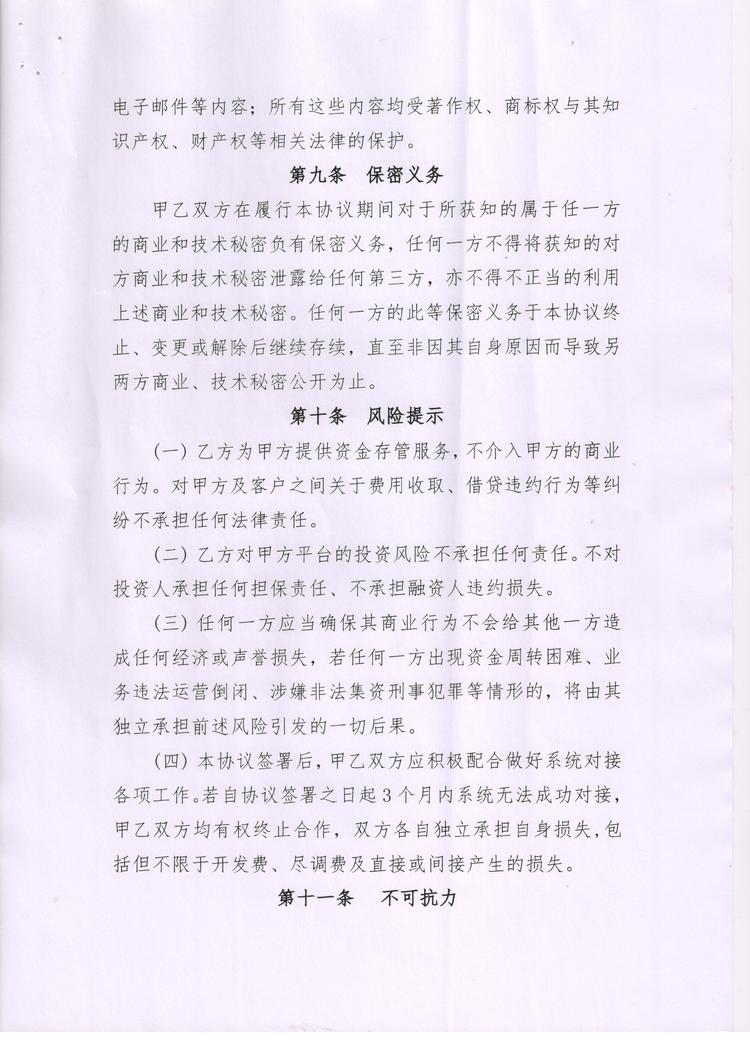 电子邮件等内容；所有这些内容均受著作权、商标权与其知
识产权、财产权等相关法律的保护。
第九条　保密义务
甲乙双方在履行本协议期间对于所获知的属于任一方
的商业和技术秘密负有保密义务，任何一方不得将获知的对
方商业和技术秘密泄露给任何第三方，亦不得不正当的利用
上述商业和技术秘密。任何一方的此等保密义务于本协议终
止、变更或解除后继续存续，直至非因其自身原因而导致另
两方商业、技术秘密公开为止。
第十条　风险提示
（一）乙方为甲方提供资金存管服务，不介入甲方的商业
行为。对甲方及客户之间关于费用收取、借贷违约行为等纠
纷不承担任何法律责任。
（二）乙方对甲方平台的投资风险不承担任何责任。不对
投资人承担任何担保责任、不承担融资人违约损失。
（三）任何一方应当确保其商业行为不会给其他一方造
成任何经济或声誉损失，若任何一方出现资金周转困难、业
务违法运营倒闭、涉嫌非法集资刑事犯罪等情形的，将由其
独立承担前述风险引发的一切后果。
（四）本协议签署后，甲乙双方应积极配合做好系统对接
各项工作。若自协议签署之日起3个月内系统无法成功对接，
甲乙双方均有权终止合作，双方各自独立承担自身损失，包
括但不限于开发费、尽调费及直接或间接产生的损失。
第十一条　不可抗力